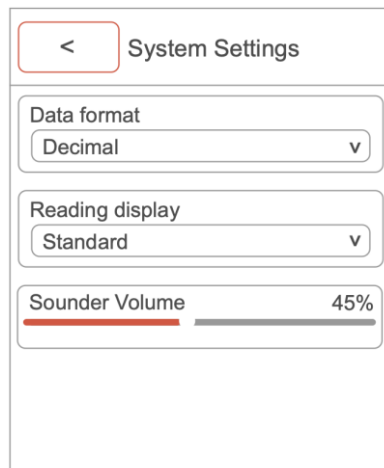 < System Settings
Data format
Decimal v
Reading display
Standard v
Sounder Volume 45%